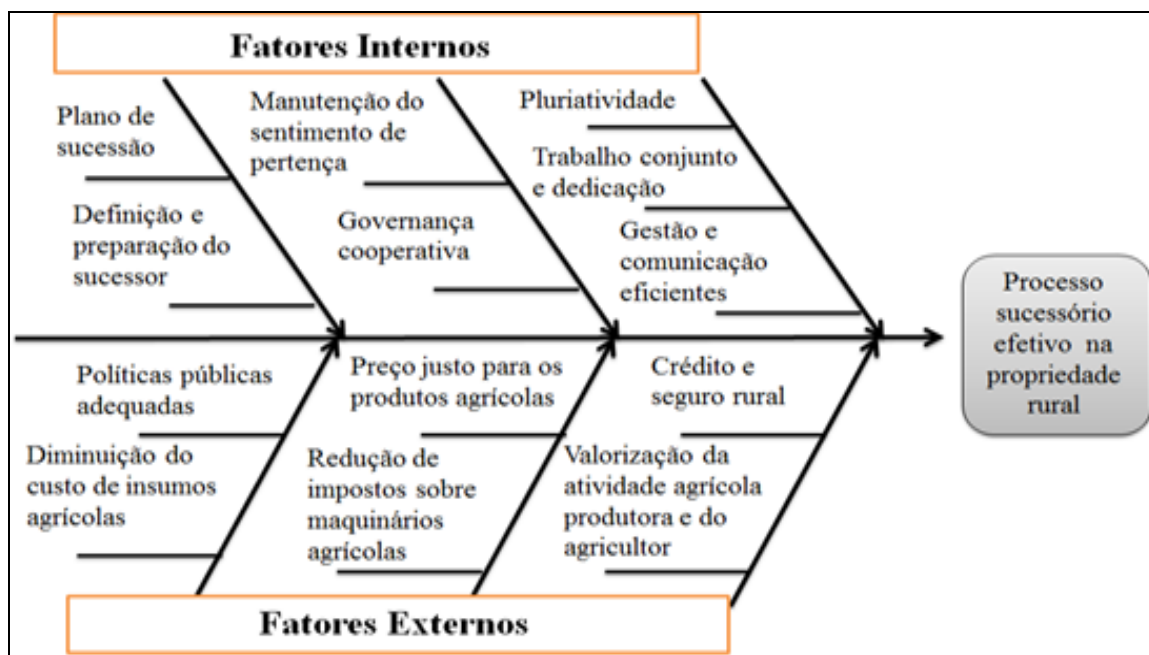 Fatores Internos
Plano de
sucessão
Definição e
preparação do
sucessor
Manutenção do
sentimento de
pertença
Governança
cooperativa
Pluriatividade
Trabalho conjunto
e dedicação
Gestão e
comunicação
eficientes
Processo
sucessório
efetivo na
propriedade
rural
Políticas públicas
adequadas
Diminuição do
custo de insumos
agrícolas
Preço justo para os
produtos agrícolas
Redução de
impostos sobre
maquinários
agrícolas
Crédito e
seguro rural
Valorização da
atividade agrícola
produtora e do
agricultor
Fatores Externos